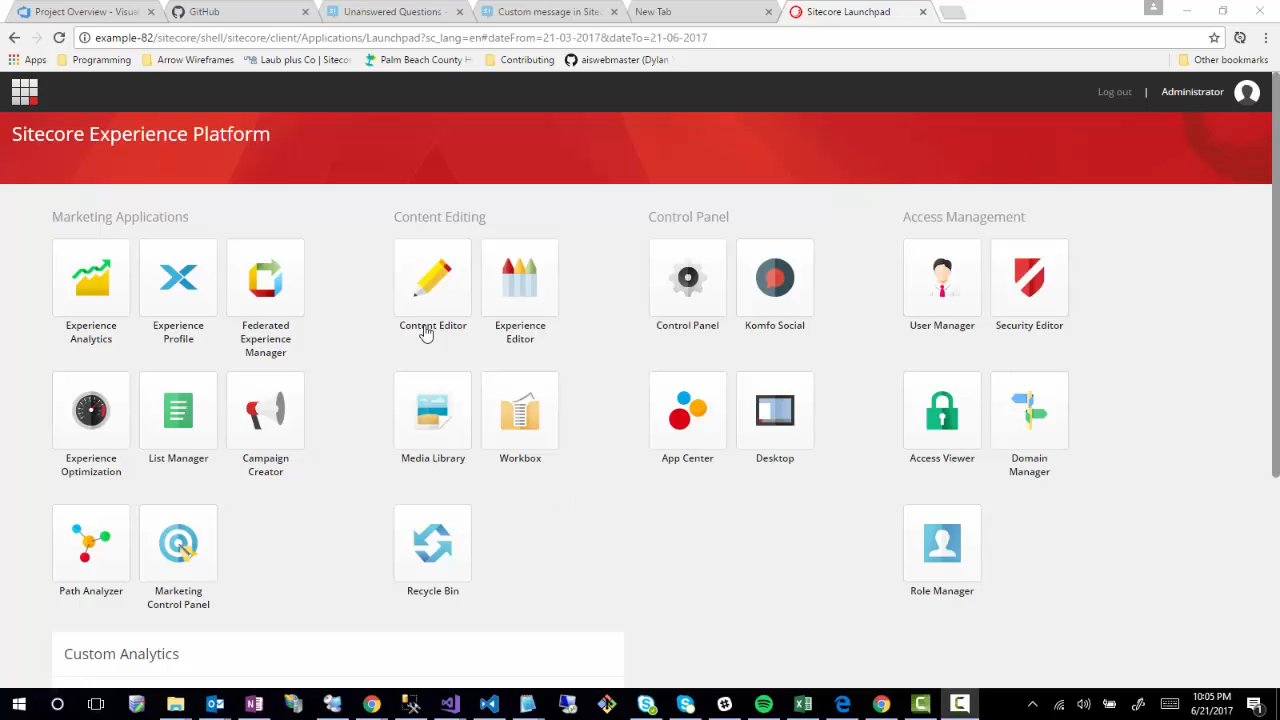 Project Overview - Visua
GitHub
Unanswered Questions -
Custom message in Sitec
New Tab
Sitecore Launchpad
example-82/sitecore/shell/sitecore/client/Applications/Launchpad?sc_lang=en#dateFrom=21-03-2017&dateTo=21-06-2017
Apps
Programming
Arrow Wireframes
Laub plus Co | Siteco
Palm Beach County H
Contributing
aiswebmaster (Dylan
Other bookmarks
Log out | Administrator
Sitecore Experience Platform
Marketing Applications
Experience
Analytics
Experience
Profile
Federated
Experience
Manager
Experience
Optimization
List Manager
Campaign
Creator
Path Analyzer
Marketing
Control Panel
Content Editing
Content Editor
Experience
Editor
Media Library
Workbox
Recycle Bin
Control Panel
Control Panel
Komfo Social
App Center
Desktop
Access Management
User Manager
Security Editor
Access Viewer
Domain
Manager
Role Manager
Custom Analytics
10:05 PM
6/21/2017